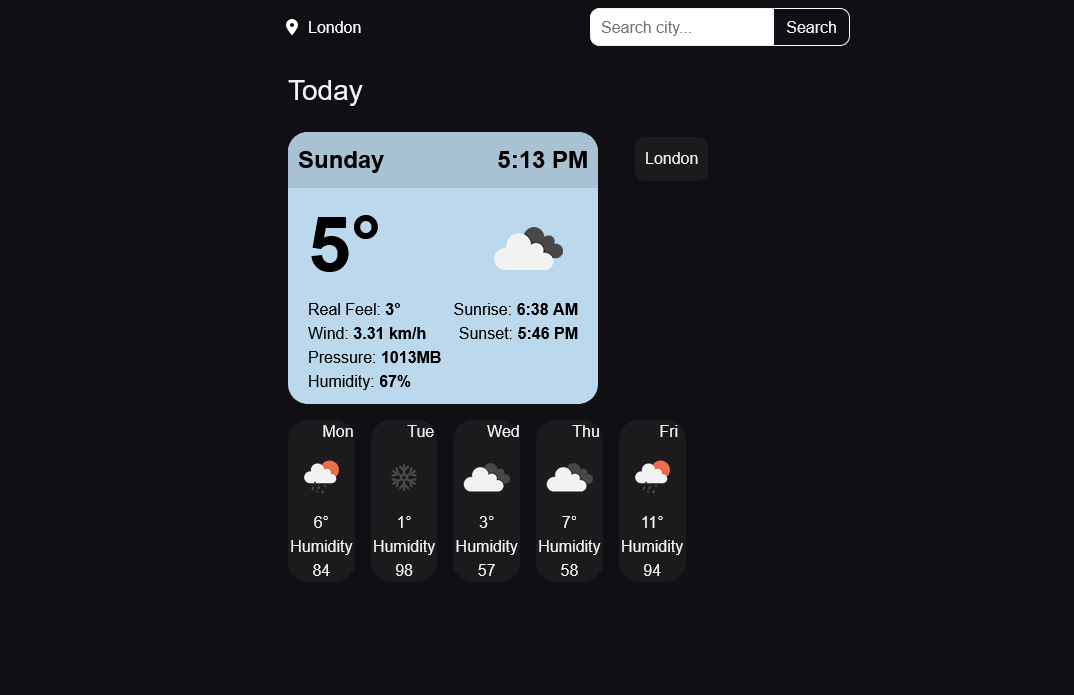 London
Search city...
Search
Today
Sunday
5:13 PM
London
5°
Real Feel: 3°
Sunrise: 6:38 AM
Wind: 3.31 km/h
Sunset: 5:46 PM
Pressure: 1013MB
Humidity: 67%
Mon
6°
Humidity
84
Tue
1°
Humidity
98
Wed
3°
Humidity
57
Thu
7°
Humidity
58
Fri
11°
Humidity
94